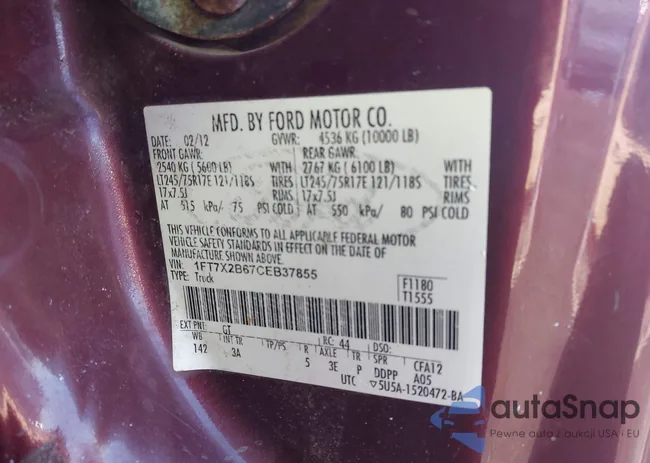 MFD. BY FORD MOTOR CO.
DATE: 02/12 GVWR: 4536 KG (10000 LB)
FRONT GAWR: REAR GAWR:
2540 KG (5600 LB) WITH 2767 KG (6100 LB) WITH
LT245/75R17E 121/118S TIRES LT245/75R17E 121/118S TIRES
17x7.5J RIMS 17x7.5J RIMS
AT 515 kPa/ 75 PSI COLD AT 550 kPa/ 80 PSI COLD
THIS VEHICLE CONFORMS TO ALL APPLICABLE FEDERAL MOTOR
VEHICLE SAFETY STANDARDS IN EFFECT ON THE DATE OF
MANUFACTURE SHOWN ABOVE.
VIN: 1FT7X2B67CEB37855
TYPE: Truck
F1180
T1555
EXT PNT: GT RC: 44 DSO:
WB INT TR TP/PS R AXLE TR SPR CFA12
142 3A 5 3E P DDPP A05
UTC ▽5U5A-1520472-BA
autaSnap
Pewne auta z aukcji USA i EU